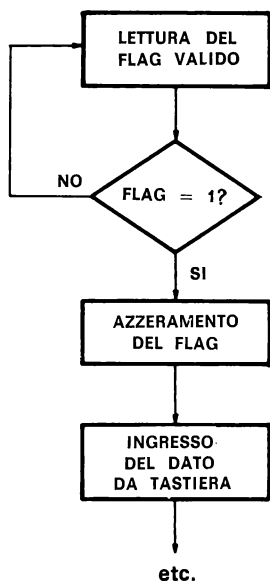 LETTURA DEL
FLAG VALIDO
FLAG = 1?
NO
SI
AZZERAMENTO
DEL FLAG
INGRESSO
DEL DATO
DA TASTIERA
etc.